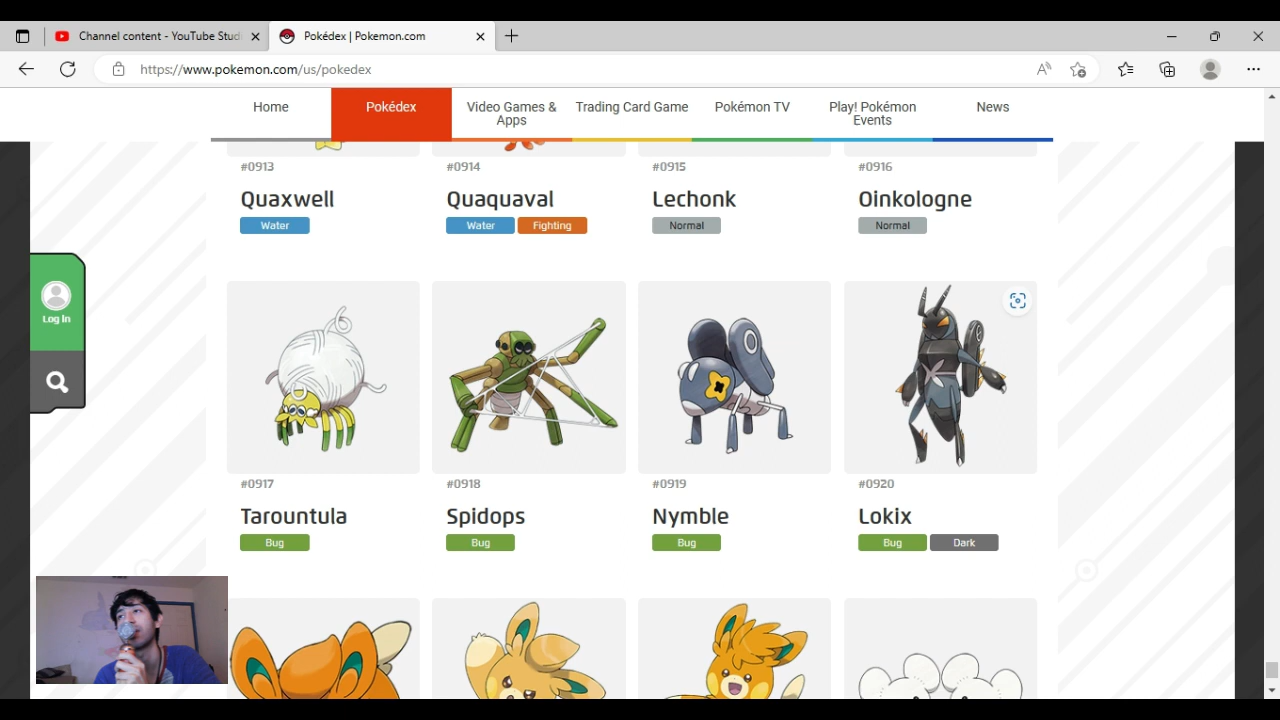 Channel content - YouTube Stud
Pokédex | Pokemon.com
https://www.pokemon.com/us/pokedex
Home
Pokédex
Video Games &
Apps
Trading Card Game
Pokémon TV
Play! Pokémon
Events
News
#0913
#0914
#0915
#0916
Quaxwell
Quaquaval
Lechonk
Oinkologne
Water
Water
Fighting
Normal
Normal
Log In
#0917
#0918
#0919
#0920
Tarountula
Spidops
Nymble
Lokix
Bug
Bug
Bug
Bug
Dark